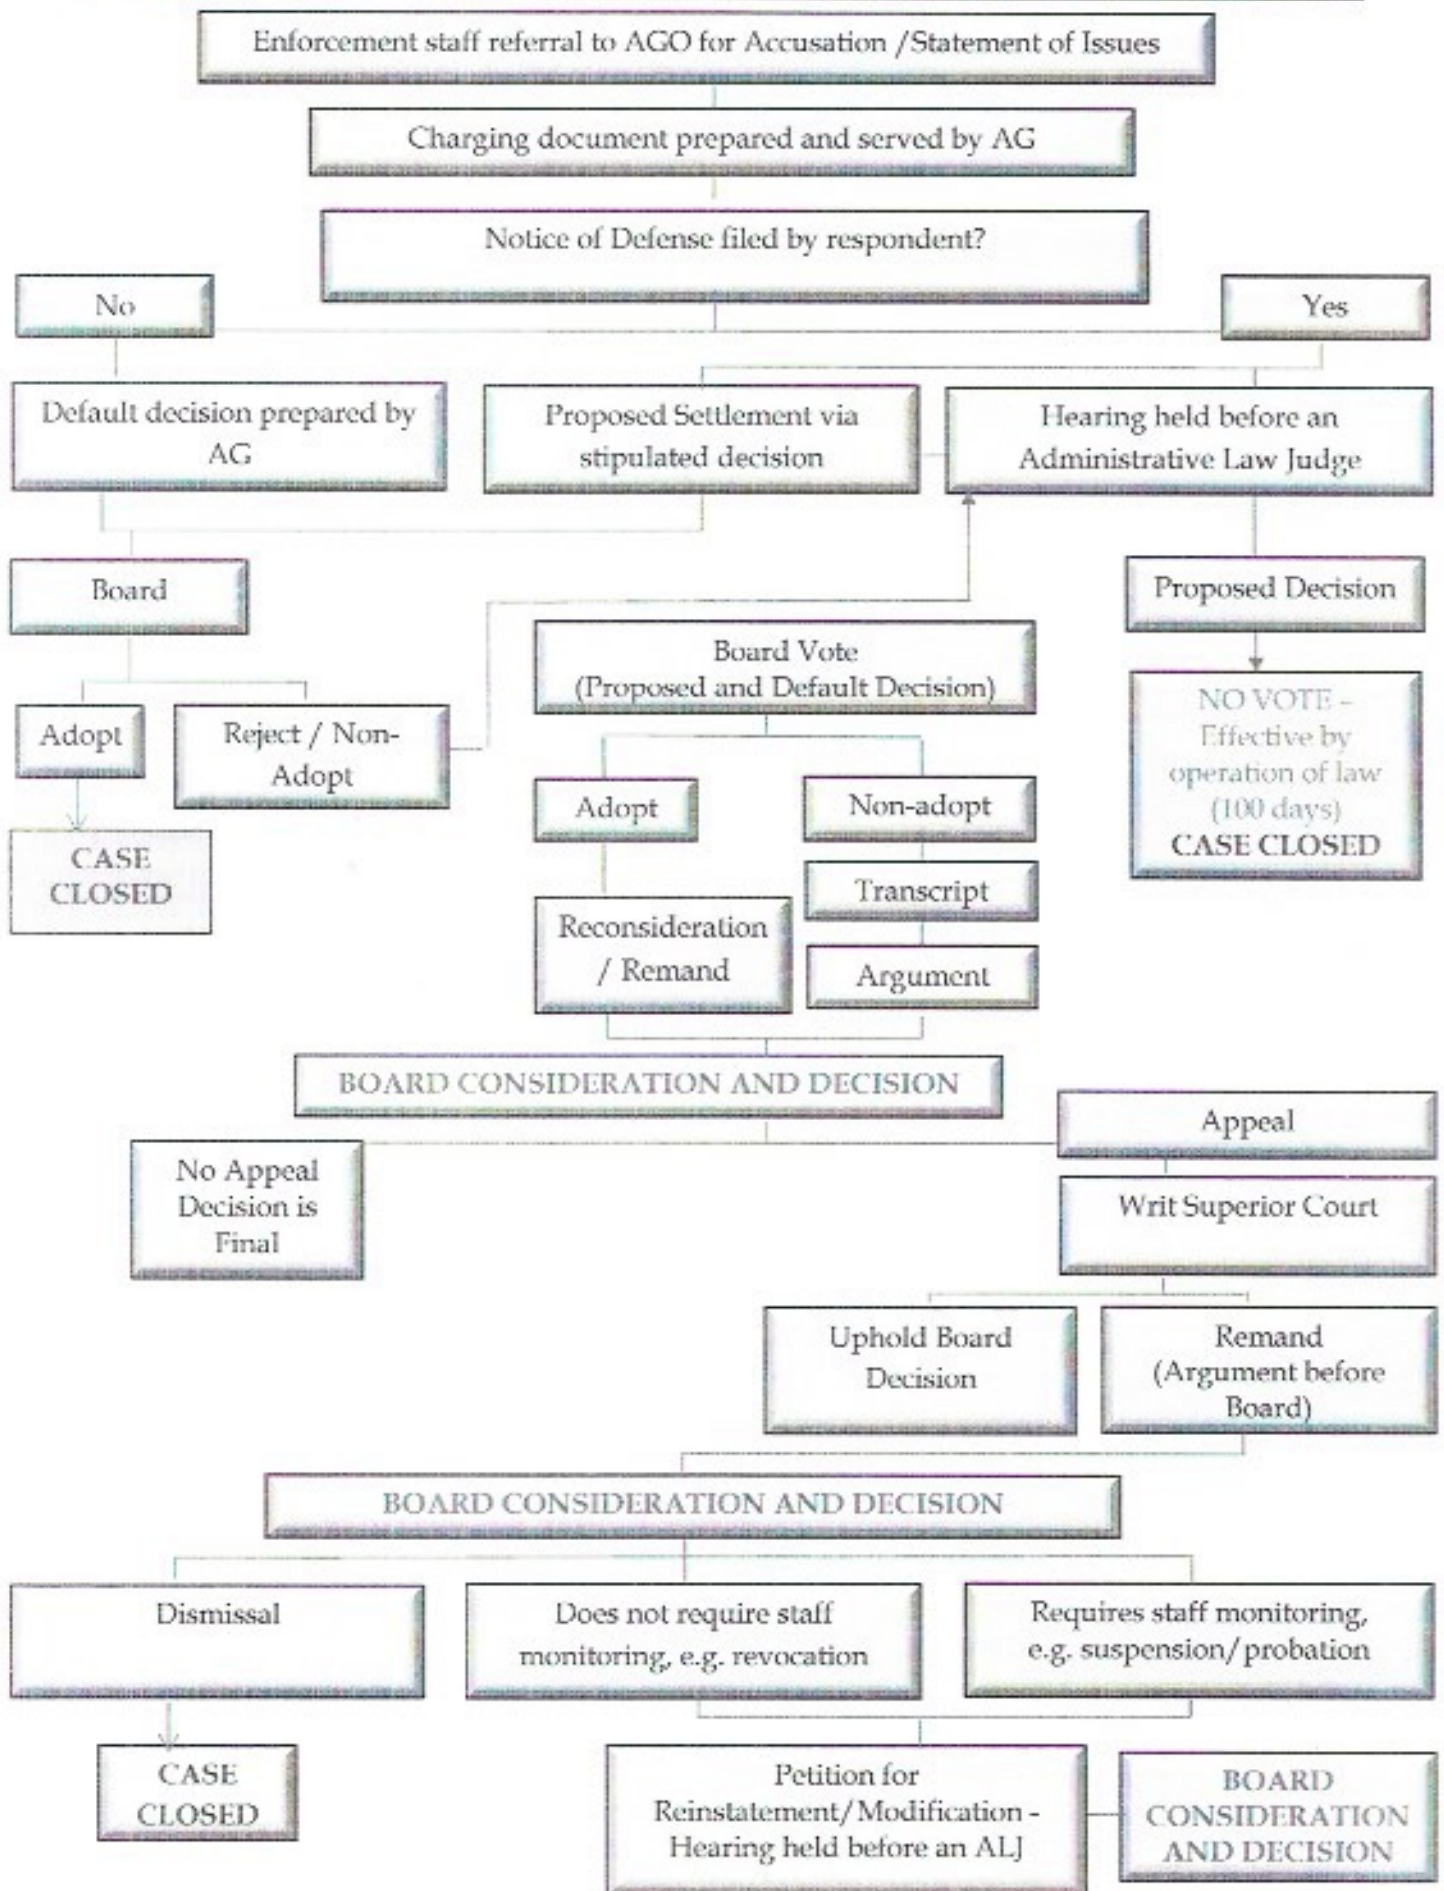 Enforcement staff referral to AGO for Accusation /Statement of Issues
Charging document prepared and served by AG
Notice of Defense filed by respondent?
No
Yes
Default decision prepared by
AG
Proposed Settlement via
stipulated decision
Hearing held before an
Administrative Law Judge
Board
Proposed Decision
Board Vote
(Proposed and Default Decision)
NO VOTE –
Effective by
operation of law
(100 days)
CASE CLOSED
Adopt
Reject / Non-
Adopt
CASE
CLOSED
Adopt
Non-adopt
Transcript
Reconsideration
/ Remand
Argument
BOARD CONSIDERATION AND DECISION
Appeal
No Appeal
Decision is
Final
Writ Superior Court
Uphold Board
Decision
Remand
(Argument before
Board)
BOARD CONSIDERATION AND DECISION
Dismissal
Does not require staff
monitoring, e.g. revocation
Requires staff monitoring,
e.g. suspension/probation
CASE
CLOSED
Petition for
Reinstatement/Modification -
Hearing held before an ALJ
BOARD
CONSIDERATION
AND DECISION